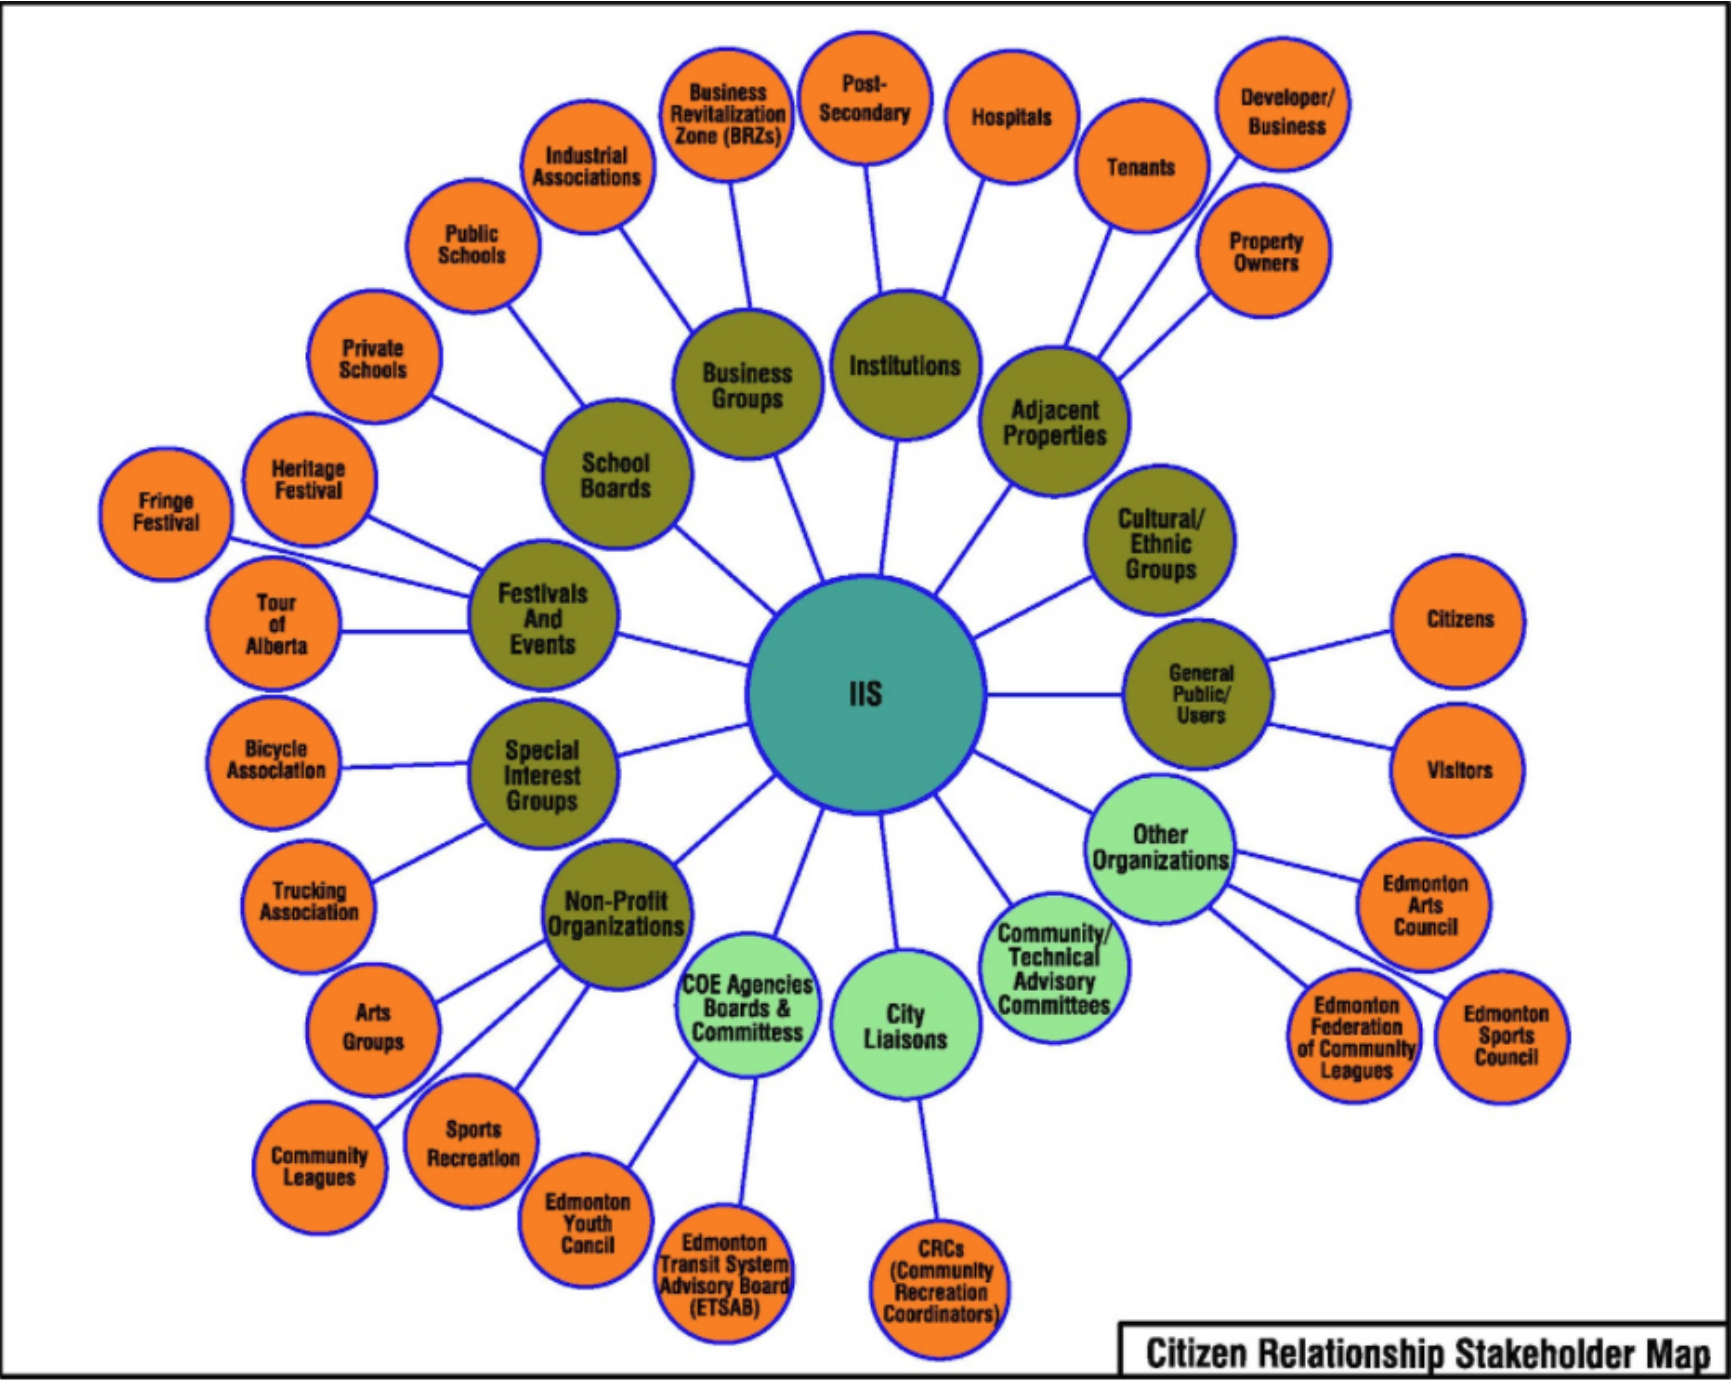 Business
Revitalization
Zone (BRZs)
Post-
Secondary
Hospitals
Developer/
Business
Tenants
Industrial
Associations
Public
Schools
Property
Owners
Private
Schools
Business
Groups
Institutions
Adjacent
Properties
School
Boards
Heritage
Festival
Fringe
Festival
Cultural/
Ethnic
Groups
Tour
of
Alberta
Festivals
And
Events
Citizens
IIS
General
Public/
Users
Bicycle
Association
Special
Interest
Groups
Visitors
Other
Organizations
Trucking
Association
Non-Profit
Organizations
Edmonton
Arts
Council
Community/
Technical
Advisory
Committees
COE Agencies
Boards &
Committess
City
Liaisons
Arts
Groups
Edmonton
Federation
of Community
Leagues
Edmonton
Sports
Council
Sports
Recreation
Community
Leagues
Edmonton
Youth
Concil
Edmonton
Transit System
Advisory Board
(ETSAB)
CRCs
(Community
Recreation
Coordinators)
Citizen Relationship Stakeholder Map